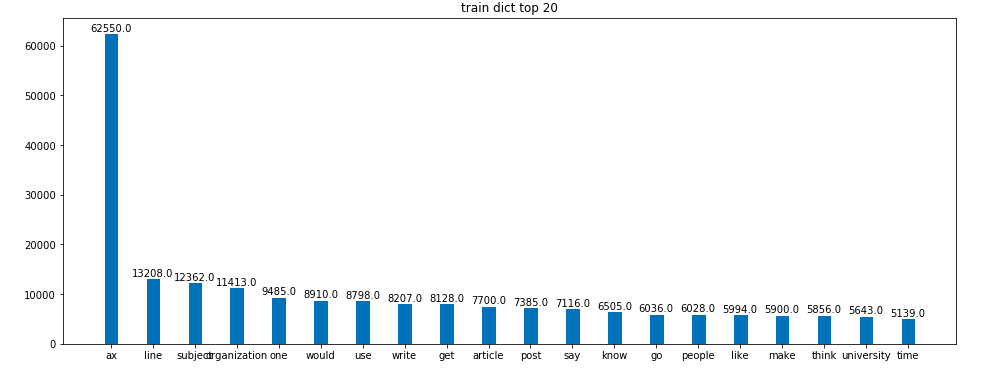 train dict top 20
62550.0
13208.0 12362.0 11413.0 9485.0 8910.0 8798.0 8207.0 8128.0 7700.0 7385.0 7116.0 6505.0 6036.0 6028.0 5994.0 5900.0 5856.0 5643.0 5139.0
60000
50000
40000
30000
20000
10000
0
ax line subject organization one would use write get article post say know go people like make think university time